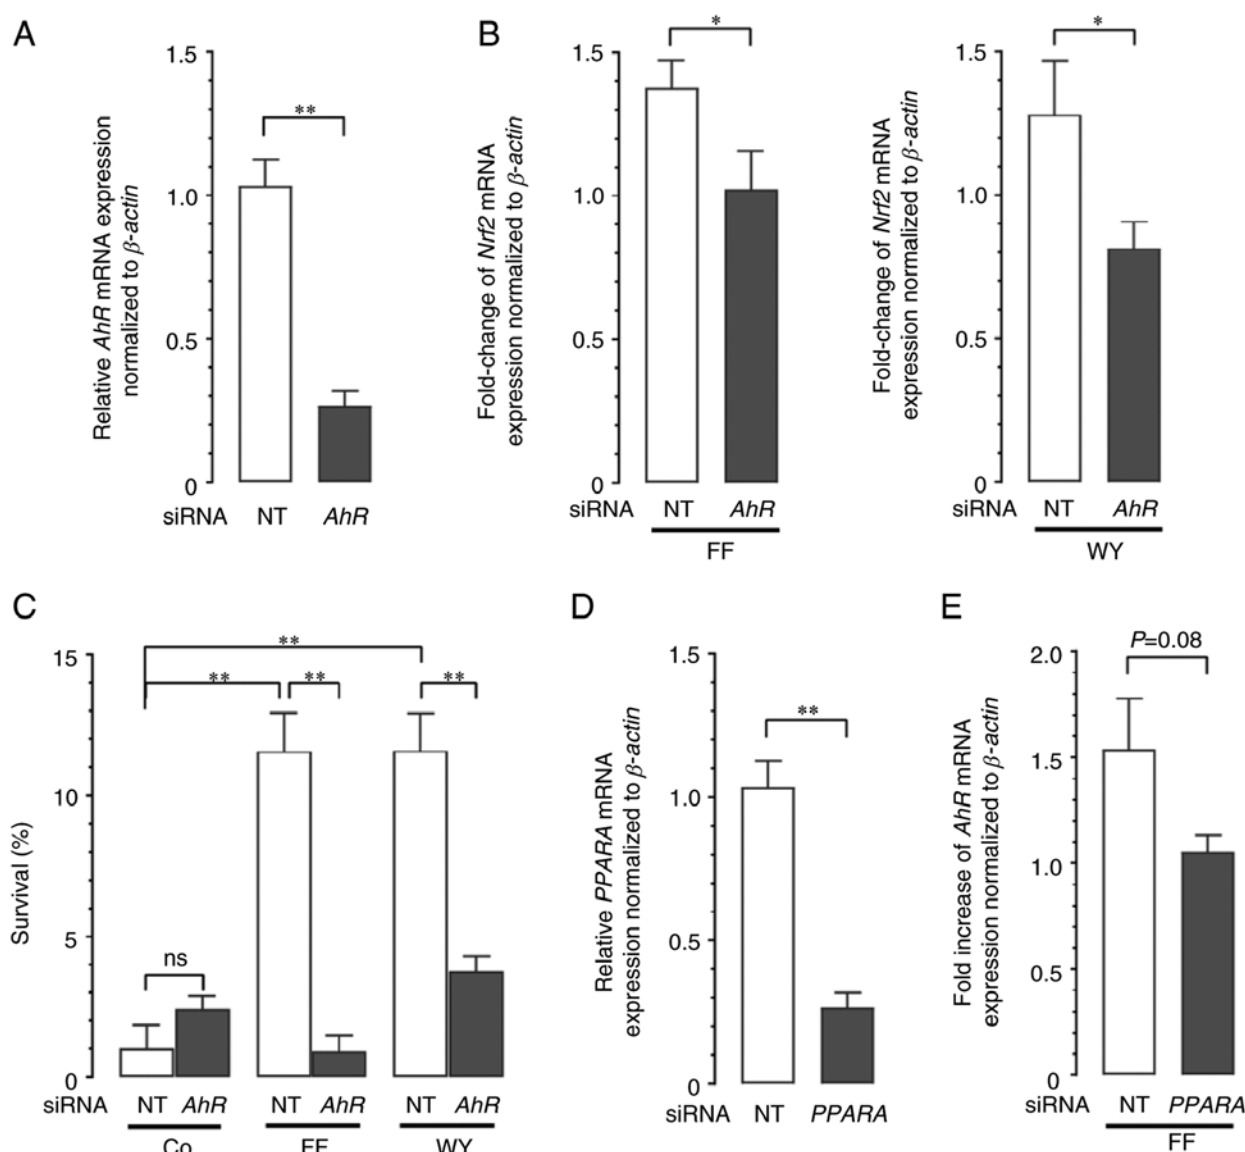 A
Relative AhR mRNA expression
normalized to β-actin
1.5
1.0
0.5
0
**
siRNA NT AhR
B
Fold-change of Nrf2 mRNA
expression normalized to β-actin
1.5
1.0
0.5
0
*
siRNA NT AhR
FF
Fold-change of Nrf2 mRNA
expression normalized to β-actin
1.5
1.0
0.5
0
*
siRNA NT AhR
WY
C
Survival (%)
15
10
5
0
**
** ** **
ns
siRNA NT AhR NT AhR NT AhR
Co FF WY
D
Relative PPARA mRNA
expression normalized to β-actin
1.5
1.0
0.5
0
**
siRNA NT PPARA
E
Fold increase of AhR mRNA
expression normalized to β-actin
2.0
1.5
1.0
0.5
0
P=0.08
siRNA NT PPARA
FF